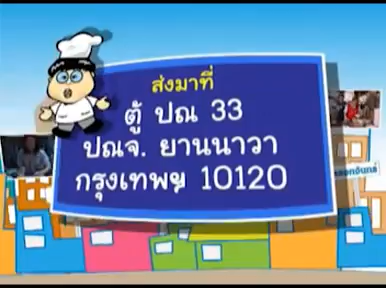 ส่งมาที่
ตู้ ปณ 33
ปณจ. ยานนาวา
กรุงเทพฯ 10120